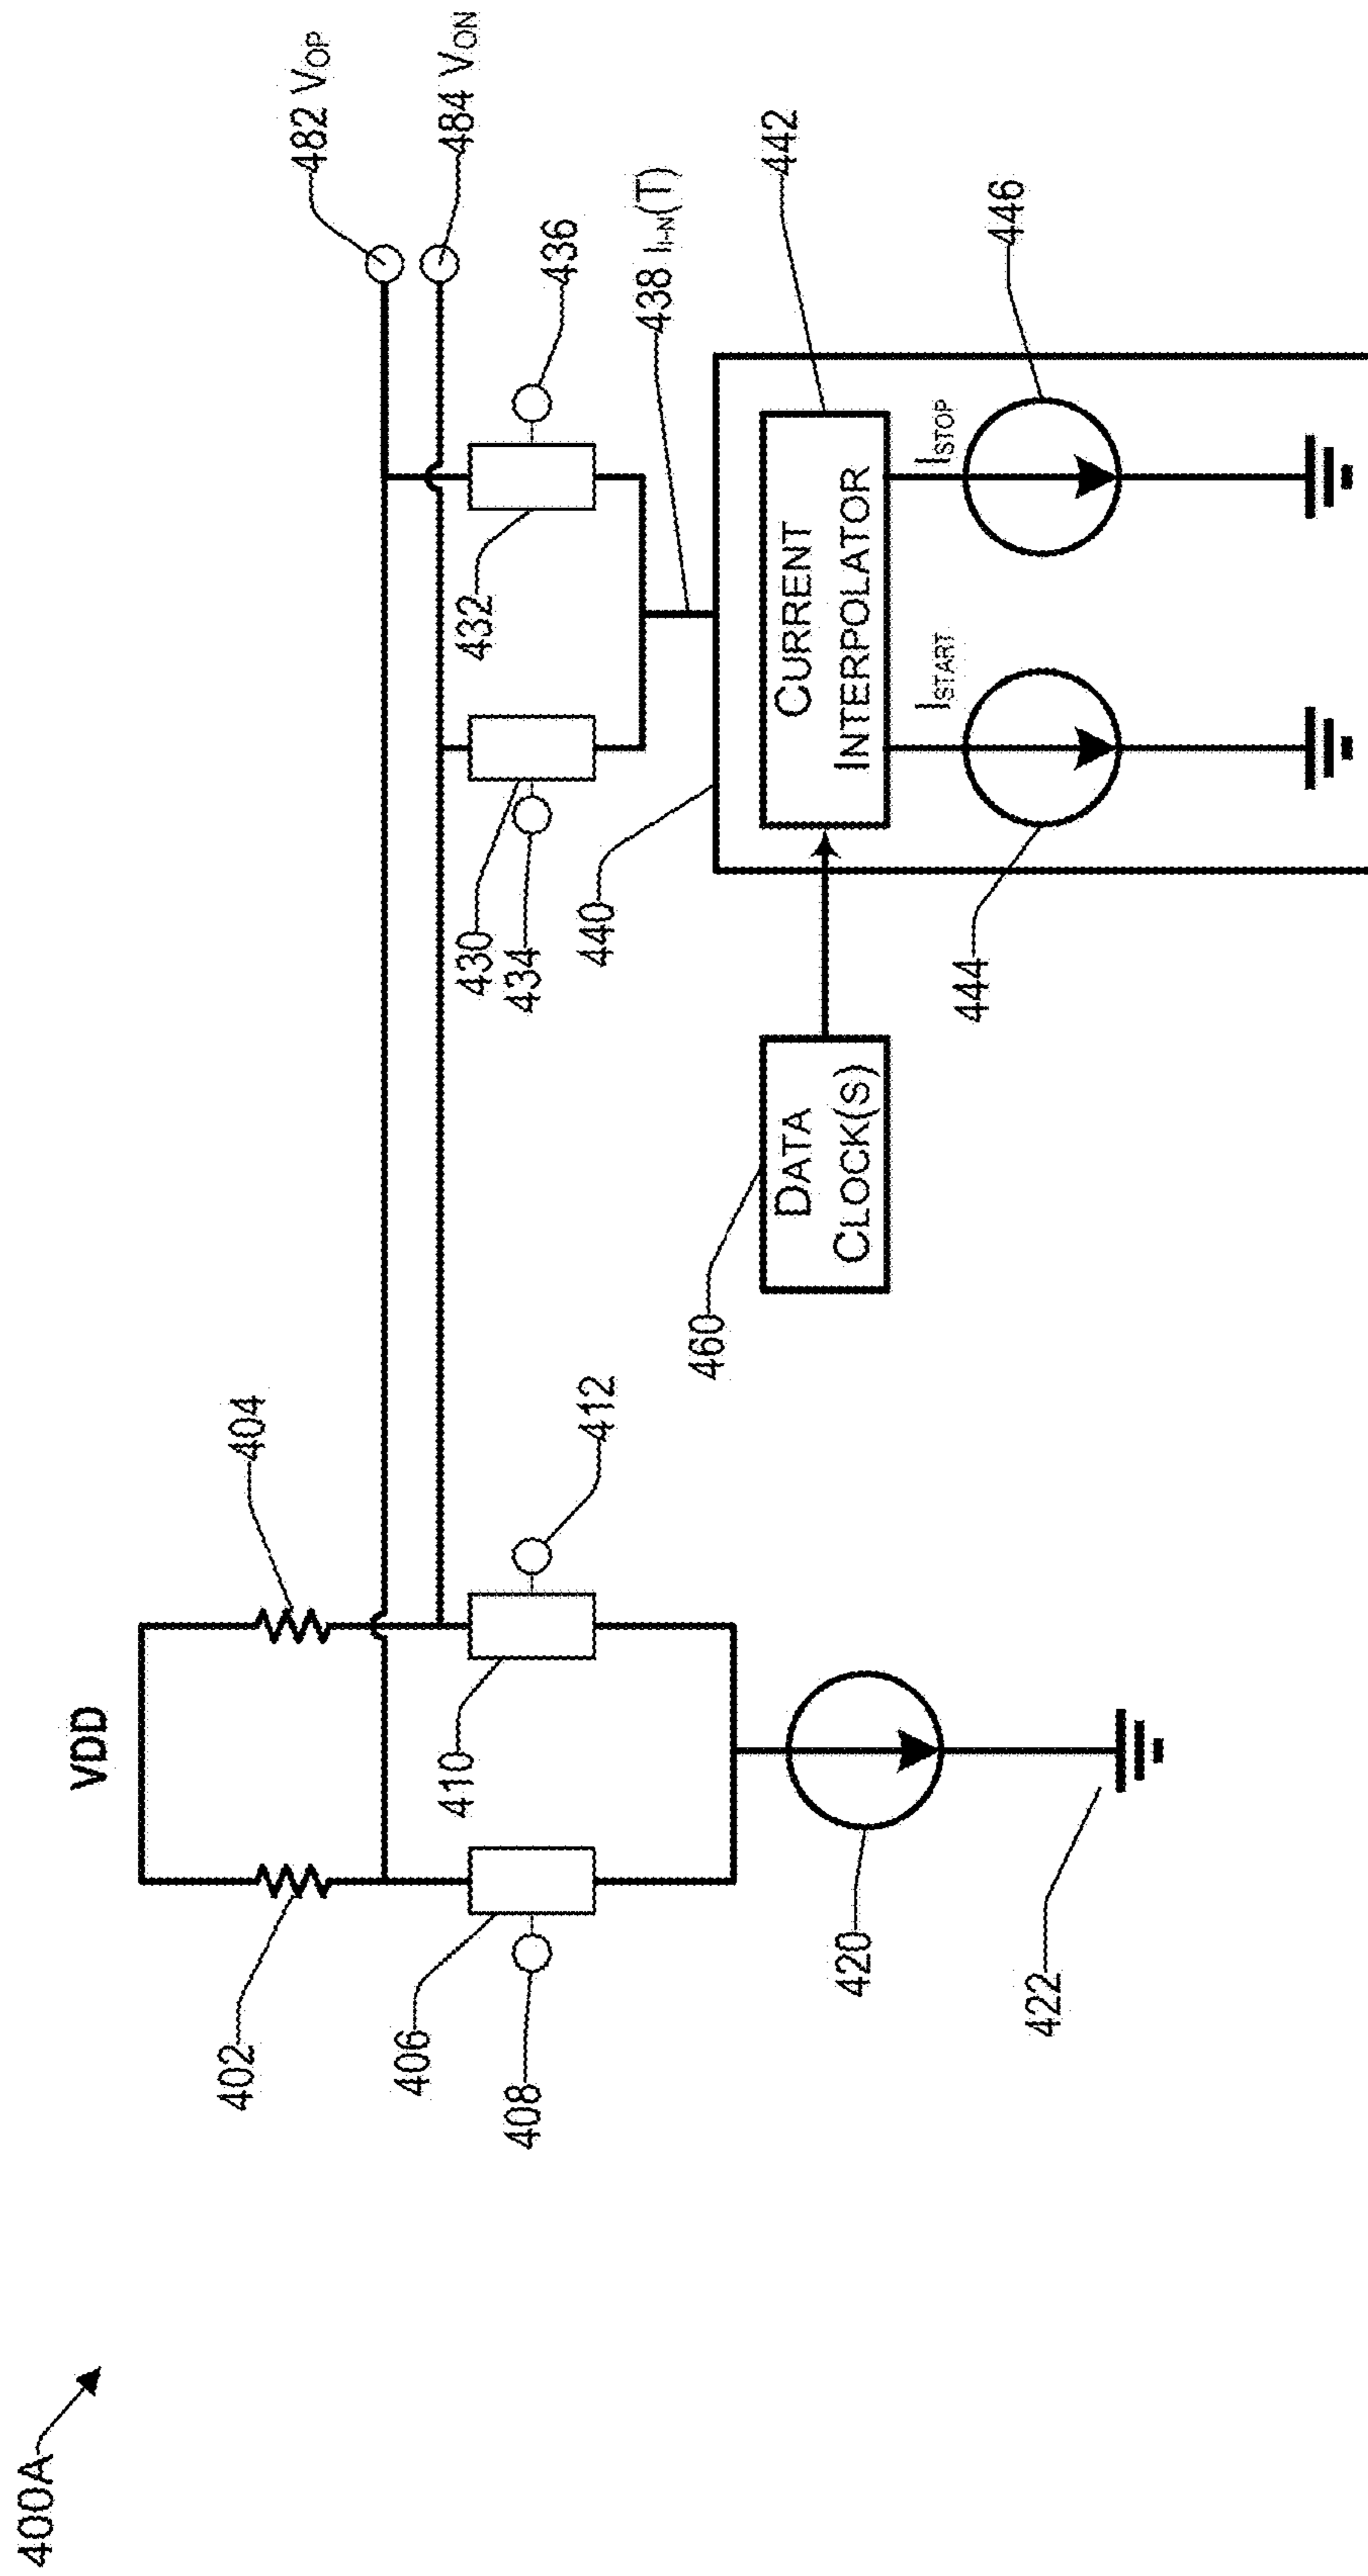 400A
VDD
402
404
406
408
410
412
420
422
482 VOP
484 VON
430
432
434
436
438 I1-N(T)
440
CURRENT
INTERPOLATOR
442
ISTART
ISTOP
444
446
DATA
CLOCK(S)
460